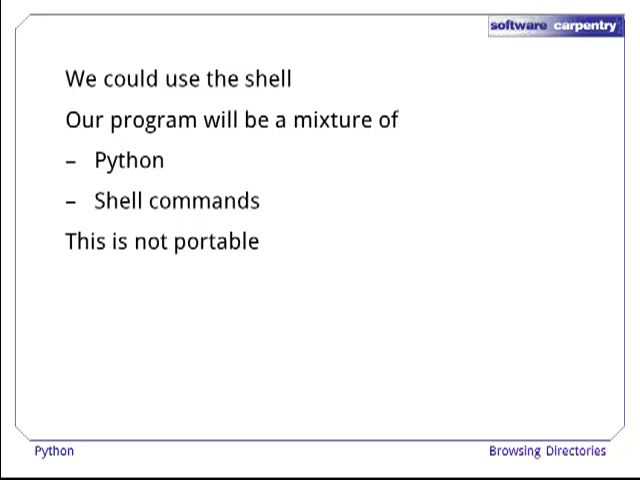 software carpentry
We could use the shell
Our program will be a mixture of
– Python
– Shell commands
This is not portable
Python
Browsing Directories